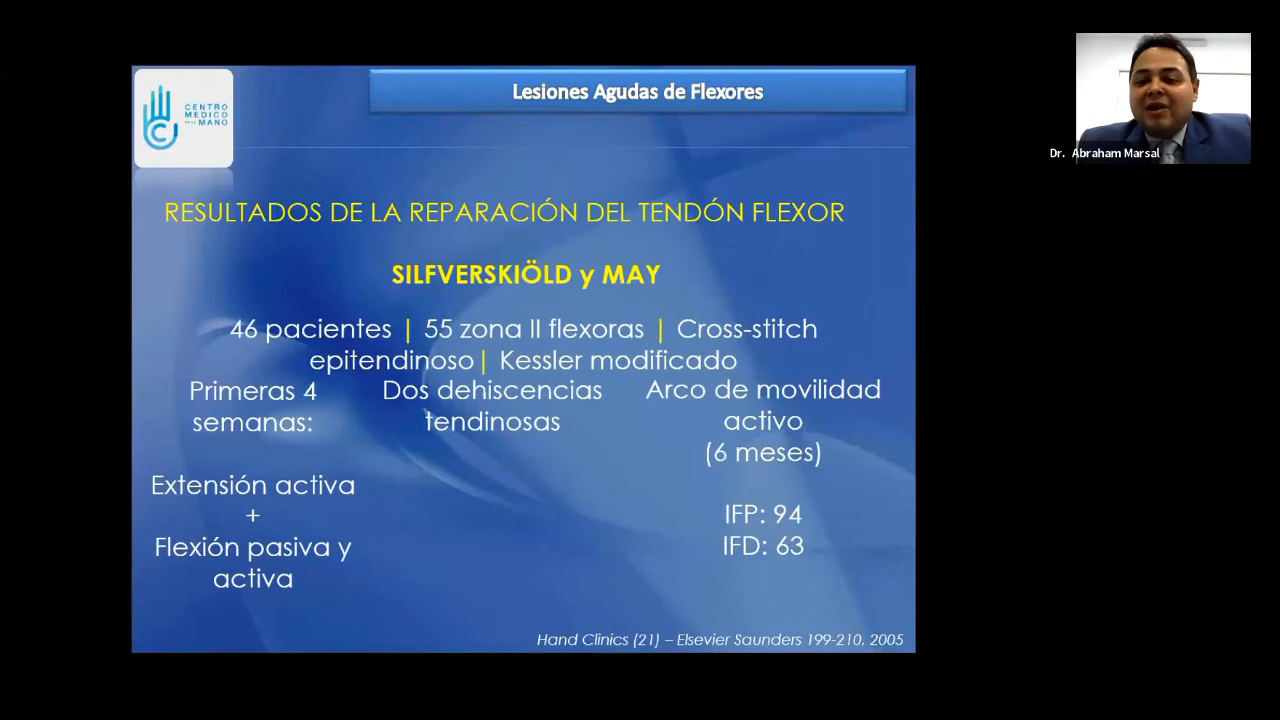 CENTRO
MEDICO
DE LA MANO
Lesiones Agudas de Flexores
Dr. Abraham Marsal
RESULTADOS DE LA REPARACIÓN DEL TENDÓN FLEXOR
SILFVERSKIÖLD y MAY
46 pacientes | 55 zona II flexoras | Cross-stitch
epitendinoso | Kessler modificado
Primeras 4
semanas:
Extensión activa
+
Flexión pasiva y
activa
Dos dehiscencias
tendinosas
Arco de movilidad
activo
(6 meses)
IFP: 94
IFD: 63
Hand Clinics (21) – Elsevier Saunders 199-210, 2005